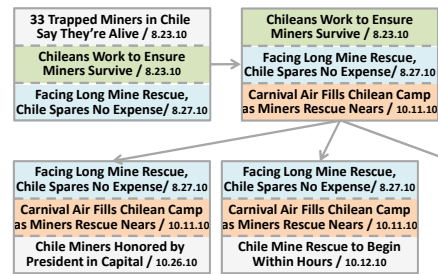 33 Trapped Miners in Chile
Say They're Alive / 8.23.10
Chileans Work to Ensure
Miners Survive / 8.23.10
Facing Long Mine Rescue,
Chile Spares No Expense/ 8.27.10
Chileans Work to Ensure
Miners Survive / 8.23.10
Facing Long Mine Rescue,
Chile Spares No Expense/ 8.27.10
Carnival Air Fills Chilean Camp
as Miners Rescue Nears / 10.11.10
Facing Long Mine Rescue,
Chile Spares No Expense/ 8.27.10
Carnival Air Fills Chilean Camp
as Miners Rescue Nears / 10.11.10
Chile Miners Honored by
President in Capital / 10.26.10
Facing Long Mine Rescue,
Chile Spares No Expense/ 8.27.10
Carnival Air Fills Chilean Camp
as Miners Rescue Nears / 10.11.10
Chile Mine Rescue to Begin
Within Hours / 10.12.10